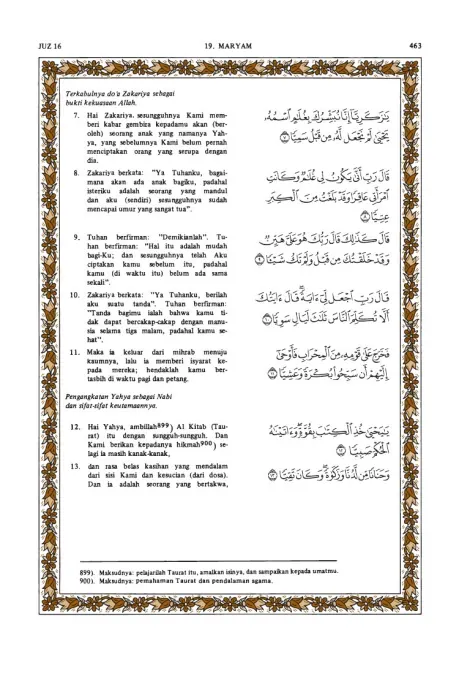 JUZ 16
19. MARYAM
463
Terkabulnya do'a Zakariya sebagai
bukti kekuasaan Allah.
7. Hai Zakariya, sesungguhnya Kami mem-
beri kabar gembira kepadamu akan (ber-
oleh) seorang anak yang namanya Yah-
ya, yang sebelumnya Kami belum pernah
menciptakan orang yang serupa dengan
dia.
يَٰزَكَرِيَّآ إِنَّا نُبَشِّرُكَ بِغُلَٰمٍ ٱسْمُهُۥ
يَحْيَىٰ لَمْ نَجْعَل لَّهُۥ مِن قَبْلُ سَمِيًّا ٧
8. Zakariya berkata: "Ya Tuhanku, bagai-
mana akan ada anak bagiku, padahal
isteriku adalah seorang yang mandul
dan aku (sendiri) sesungguhnya sudah
mencapai umur yang sangat tua".
قَالَ رَبِّ أَنَّىٰ يَكُونُ لِى غُلَٰمٌ وَكَانَتِ
ٱمْرَأَتِى عَاقِرًا وَقَدْ بَلَغْتُ مِنَ ٱلْكِبَرِ
عِتِيًّا ٨
9. Tuhan berfirman: "Demikianlah". Tu-
han berfirman: "Hal itu adalah mudah
bagi-Ku; dan sesungguhnya telah Aku
ciptakan kamu sebelum itu, padahal
kamu (di waktu itu) belum ada sama
sekali".
قَالَ كَذَٰلِكَ قَالَ رَبُّكَ هُوَ عَلَىَّ هَيِّنٌ
وَقَدْ خَلَقْتُكَ مِن قَبْلُ وَلَمْ تَكُ شَيْـًٔا ٩
10. Zakariya berkata: "Ya Tuhanku, berilah
aku suatu tanda". Tuhan berfirman:
"Tanda bagimu ialah bahwa kamu ti-
dak dapat bercakap-cakap dengan manu-
sia selama tiga malam, padahal kamu se-
hat".
قَالَ رَبِّ ٱجْعَل لِّىٓ ءَايَةً قَالَ ءَايَتُكَ
أَلَّا تُكَلِّمَ ٱلنَّاسَ ثَلَٰثَ لَيَالٍ سَوِيًّا ١٠
11. Maka ia keluar dari mihrab menuju
kaumnya, lalu ia memberi isyarat ke-
pada mereka; hendaklah kamu ber-
tasbih di waktu pagi dan petang.
فَخَرَجَ عَلَىٰ قَوْمِهِۦ مِنَ ٱلْمِحْرَابِ فَأَوْحَىٰٓ
إِلَيْهِمْ أَن سَبِّحُوا۟ بُكْرَةً وَعَشِيًّا ١١
Pengangkatan Yahya sebagai Nabi
dan sifat-sifat keutamaannya.
12. Hai Yahya, ambillah899) Al Kitab (Tau-
rat) itu dengan sungguh-sungguh. Dan
Kami berikan kepadanya hikmah900) se-
lagi ia masih kanak-kanak,
يَٰيَحْيَىٰ خُذِ ٱلْكِتَٰبَ بِقُوَّةٍ وَءَاتَيْنَٰهُ
ٱلْحُكْمَ صَبِيًّا ١٢
13. dan rasa belas kasihan yang mendalam
dari sisi Kami dan kesucian (dari dosa).
Dan ia adalah seorang yang bertakwa,
وَحَنَانًا مِّن لَّدُنَّا وَزَكَوٰةً وَكَانَ تَقِيًّا ١٣
899). Maksudnya: pelajarilah Taurat itu, amalkan isinya, dan sampaikan kepada umatmu.
900). Maksudnya: pemahaman Taurat dan pendalaman agama.